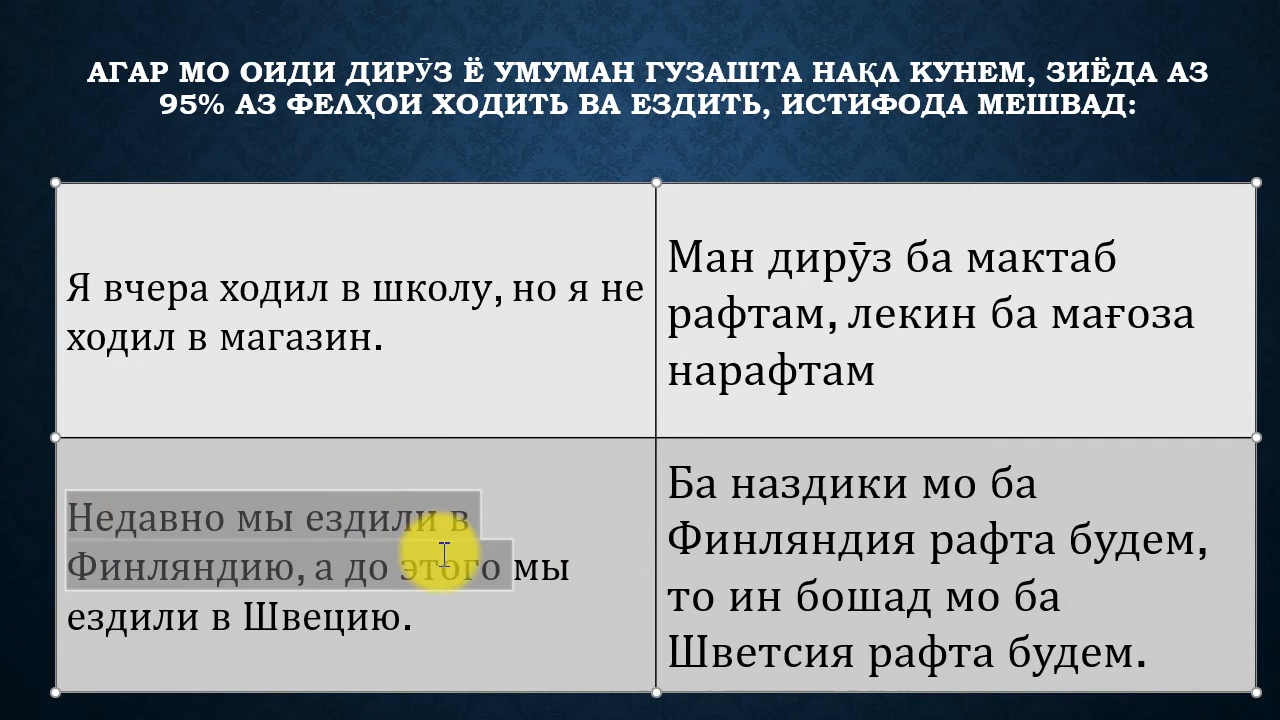 АГАР МО ОИДИ ДИРӮЗ Ё УМУМАН ГУЗАШТА НАҚЛ КУНЕМ, ЗИЁДА АЗ
95% АЗ ФЕЛҲОИ ХОДИТЬ ВА ЕЗДИТЬ, ИСТИФОДА МЕШВАД:
Я вчера ходил в школу, но я не
ходил в магазин.
Ман дирӯз ба мактаб
рафтам, лекин ба мағоза
нарафтам
Недавно мы ездили в
Финляндию, а до этого мы
ездили в Швецию.
Ба наздики мо ба
Финляндия рафта будем,
то ин бошад мо ба
Шветсия рафта будем.